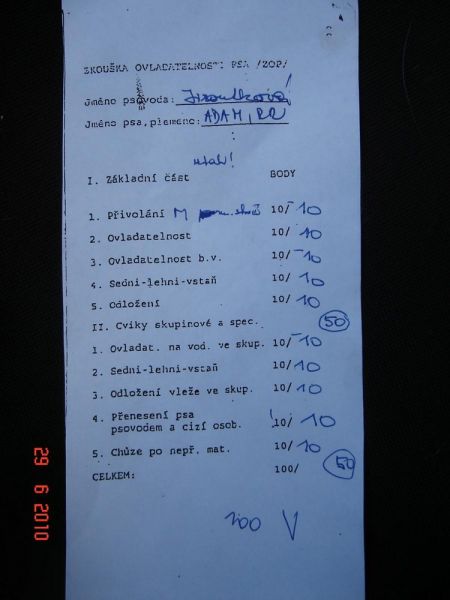 ZKOUŠKA OVLADATELNOSTI PSA /ZOP/
Jméno psovoda: Jiroušková
Jméno psa, plemeno: ADAM, RR
I. Základní část BODY
1. Přivolání M 10/-10
2. Ovladatelnost 10/ 10
3. Ovladatelnost b.v. 10/-10
4. Sedni-lehni-vstaň 10/ 10
5. Odložení 10/ 10
II. Cviky skupinové a spec. 50
1. Ovladat. na vod. ve skup. 10/-10
2. Sedni-lehni-vstaň 10/-10
3. Odložení vleže ve skup. 10/-10
4. Přenesení psa
psovodem a cizí osob. 10/ 10
5. Chůze po nepř. mat. 10/ 10
50
CELKEM: 100/
100 V
29 6 2010